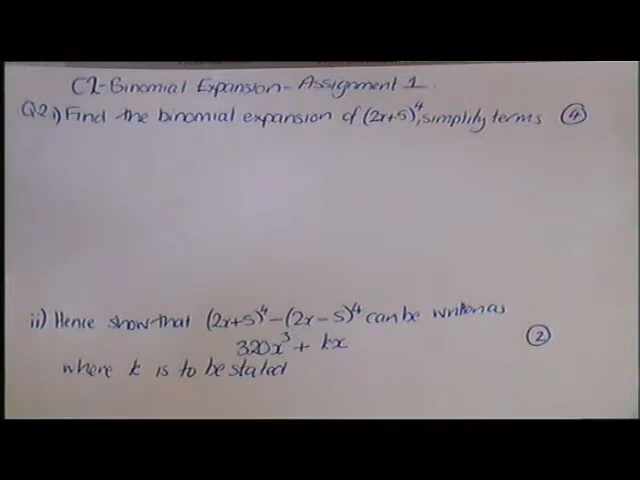 C2-Binomial Expansion- Assignment 1
Q2 i) Find the binomial expansion of (2x+5)⁴, simplify terms ④
ii) Hence show that (2x+5)⁴-(2x-5)⁴ can be written as
320x³ + kx ②
where k is to be stated